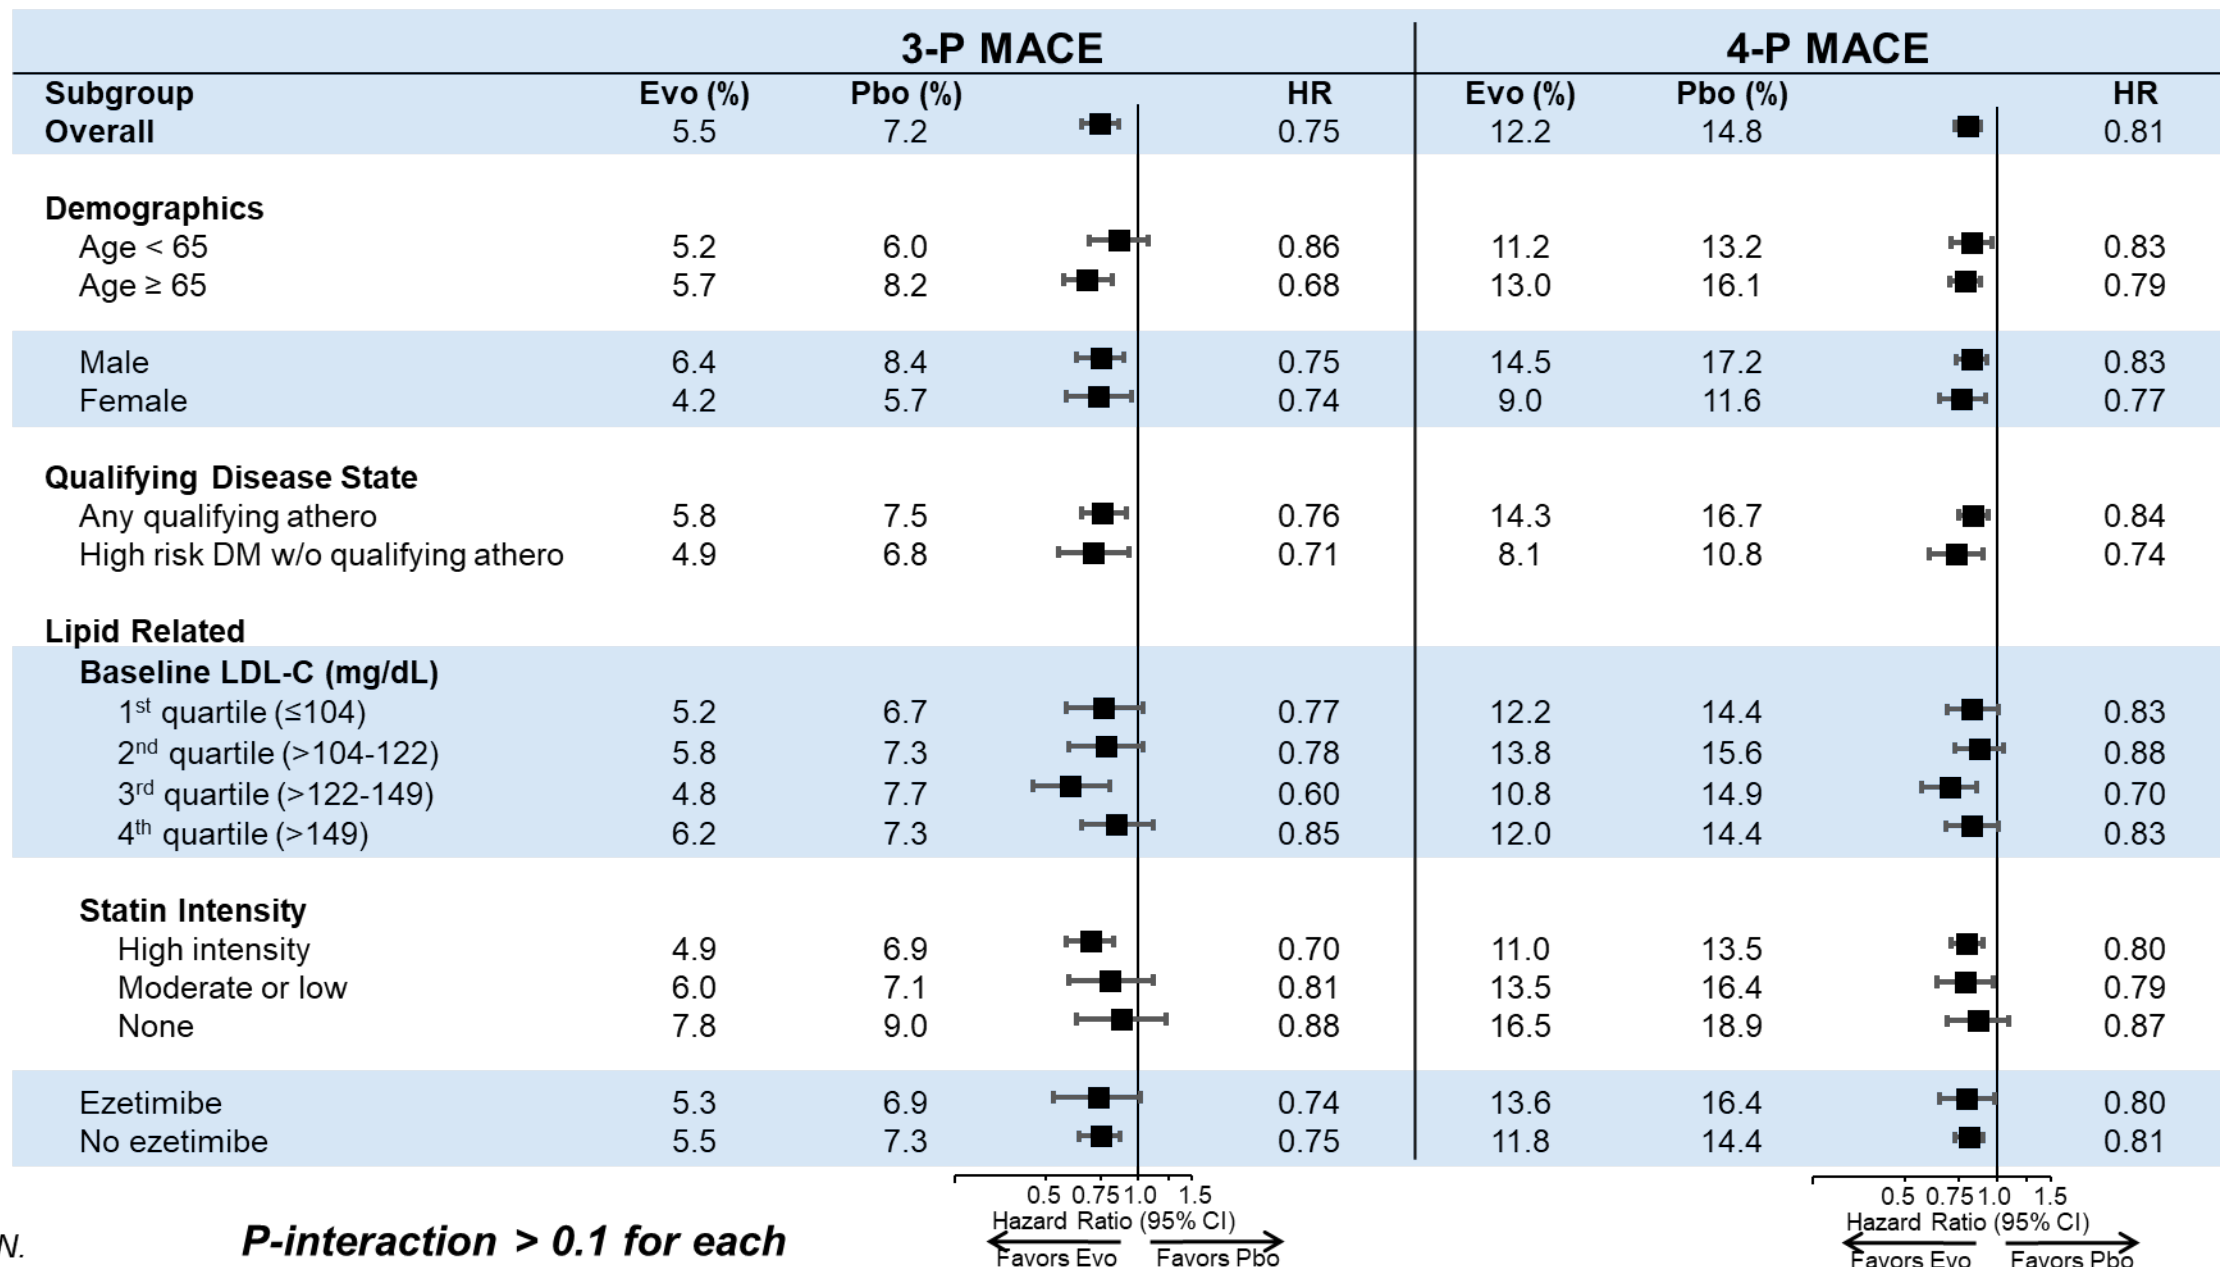 3-P MACE 4-P MACE
Subgroup Evo (%) Pbo (%) HR Evo (%) Pbo (%) HR
Overall 5.5 7.2 0.75 12.2 14.8 0.81
Demographics
Age < 65 5.2 6.0 0.86 11.2 13.2 0.83
Age ≥ 65 5.7 8.2 0.68 13.0 16.1 0.79
Male 6.4 8.4 0.75 14.5 17.2 0.83
Female 4.2 5.7 0.74 9.0 11.6 0.77
Qualifying Disease State
Any qualifying athero 5.8 7.5 0.76 14.3 16.7 0.84
High risk DM w/o qualifying athero 4.9 6.8 0.71 8.1 10.8 0.74
Lipid Related
Baseline LDL-C (mg/dL)
1st quartile (≤104) 5.2 6.7 0.77 12.2 14.4 0.83
2nd quartile (>104-122) 5.8 7.3 0.78 13.8 15.6 0.88
3rd quartile (>122-149) 4.8 7.7 0.60 10.8 14.9 0.70
4th quartile (>149) 6.2 7.3 0.85 12.0 14.4 0.83
Statin Intensity
High intensity 4.9 6.9 0.70 11.0 13.5 0.80
Moderate or low 6.0 7.1 0.81 13.5 16.4 0.79
None 7.8 9.0 0.88 16.5 18.9 0.87
Ezetimibe 5.3 6.9 0.74 13.6 16.4 0.80
No ezetimibe 5.5 7.3 0.75 11.8 14.4 0.81
0.5 0.75 1.0 1.5 0.5 0.75 1.0 1.5
Hazard Ratio (95% CI) Hazard Ratio (95% CI)
N. P-interaction > 0.1 for each
Favors Evo Favors Pbo Favors Evo Favors Pbo